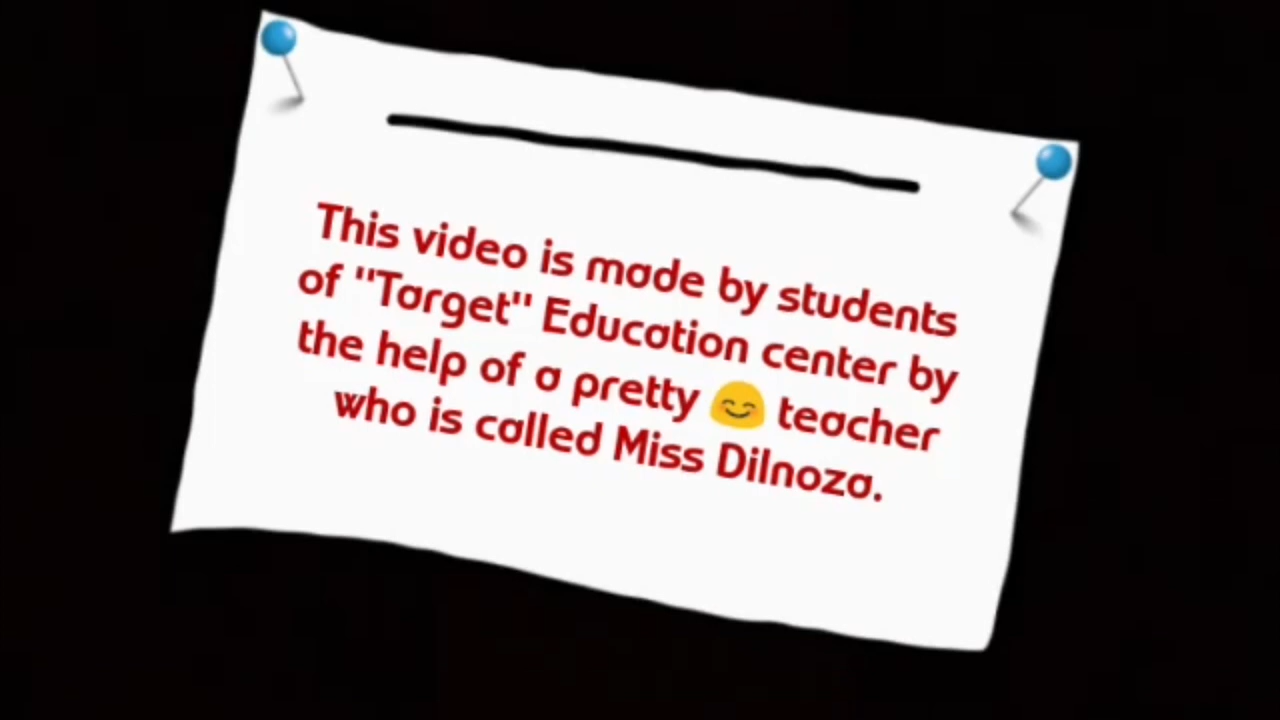 This video is made by students
of "Target" Education center by
the help of a pretty 😊 teacher
who is called Miss Dilnoza.